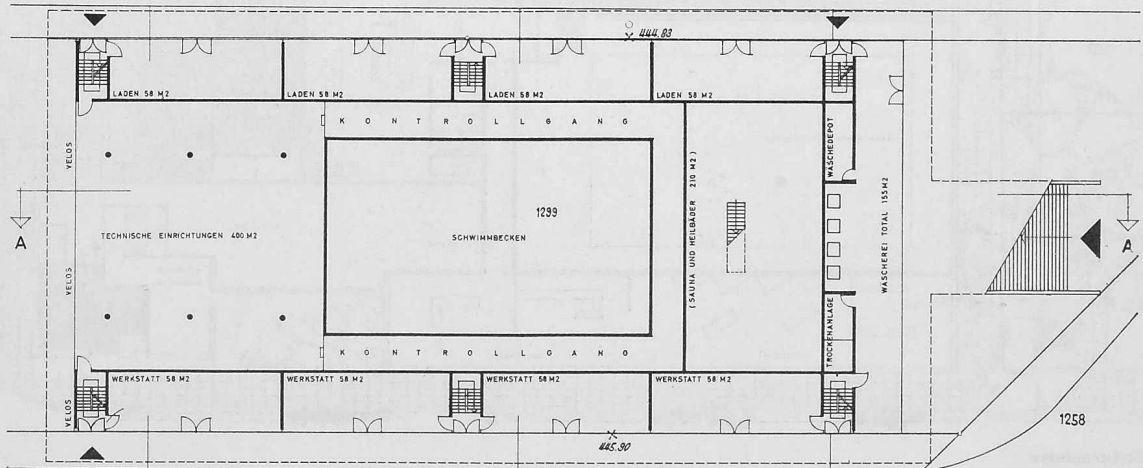 444.83
LADEN 58 M2
LADEN 58 M2
LADEN 58 M2
LADEN 58 M2
KONTROLLGANG
VELOS
WÄSCHEDEPOT
1299
(SAUNA UND HEILBÄDER 210 M2)
WÄSCHEREI TOTAL 155 M2
A
TECHNISCHE EINRICHTUNGEN 400 M2
SCHWIMMBECKEN
A
VELOS
TROCKENANLAGE
KONTROLLGANG
WERKSTATT 58 M2
WERKSTATT 58 M2
WERKSTATT 58 M2
WERKSTATT 58 M2
VELOS
1258
445.90